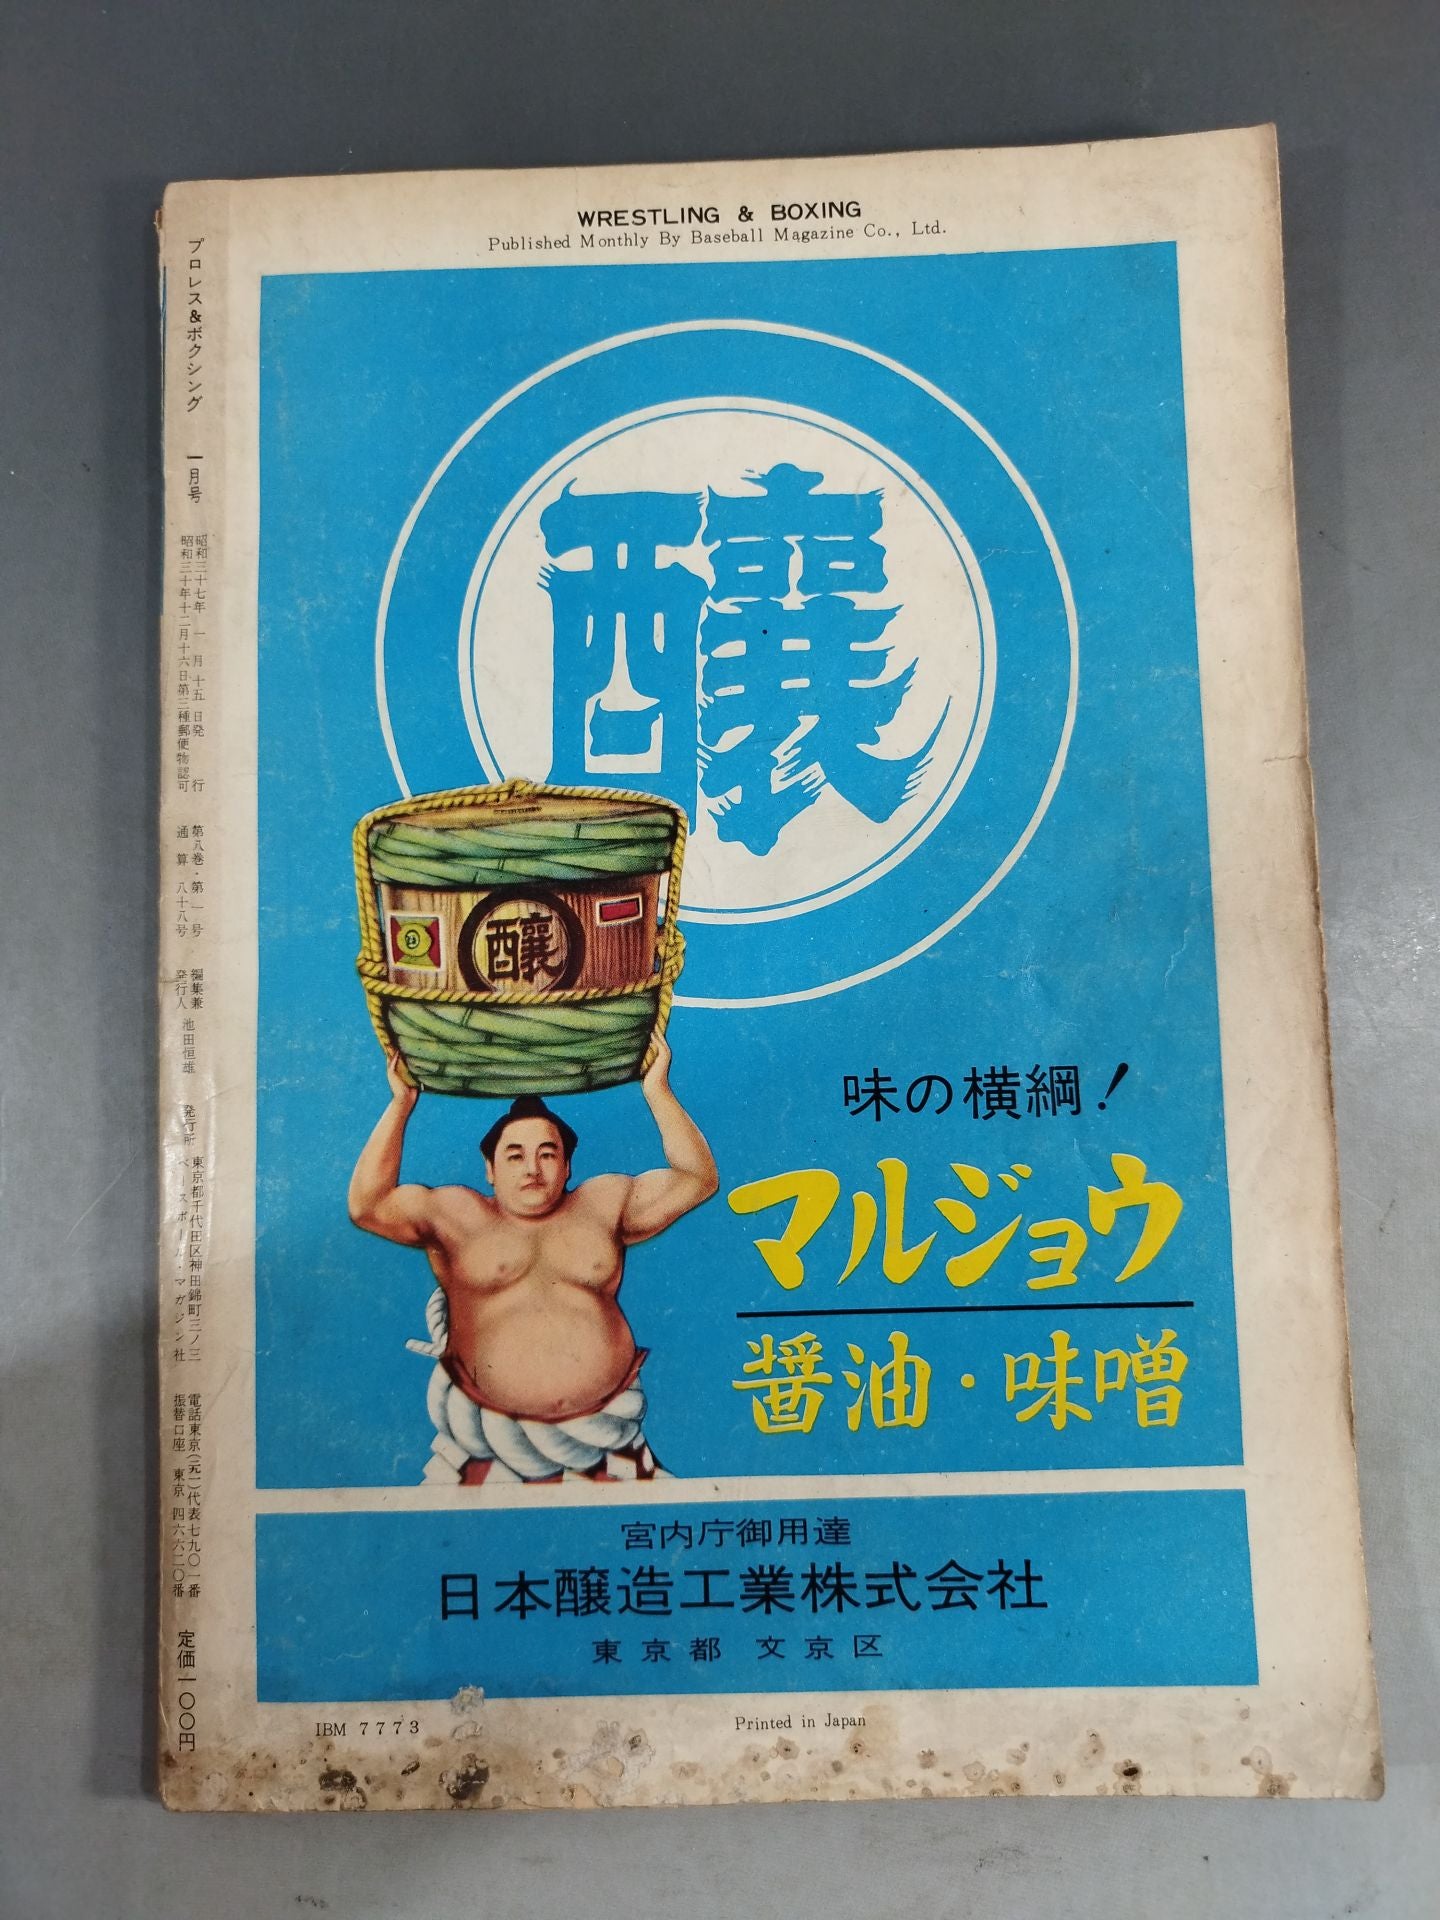 WRESTLING & BOXING
Published Monthly By Baseball Magazine Co., Ltd.
醸
醸
味の横綱!
マルジョウ
醤油・味噌
宮内庁御用達
日本醸造工業株式会社
東京都 文京区
IBM 7773
Printed in Japan
プロレス&ボクシング
一月号
昭和三十七年一月十五日発行
昭和三十年十二月十六日第三種郵便物認可
第八巻・第一号
通算八十八号
編集兼
発行人
池田恒雄
発行所
東京都千代田区神田錦町三ノ三
ベースボール・マガジン社
電話東京(元一)代表七九〇一番
振替口座 東京 四六六二〇番
定価一〇〇円